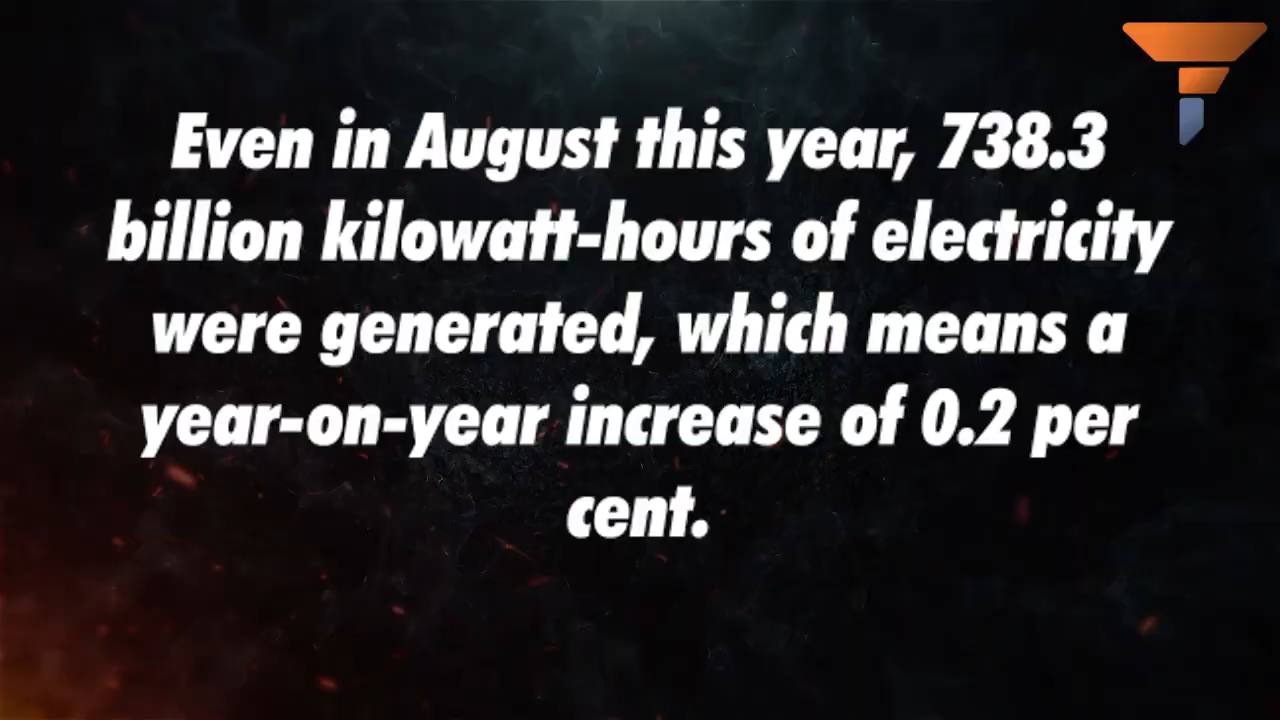 Even in August this year, 738.3
billion kilowatt-hours of electricity
were generated, which means a
year-on-year increase of 0.2 per
cent.